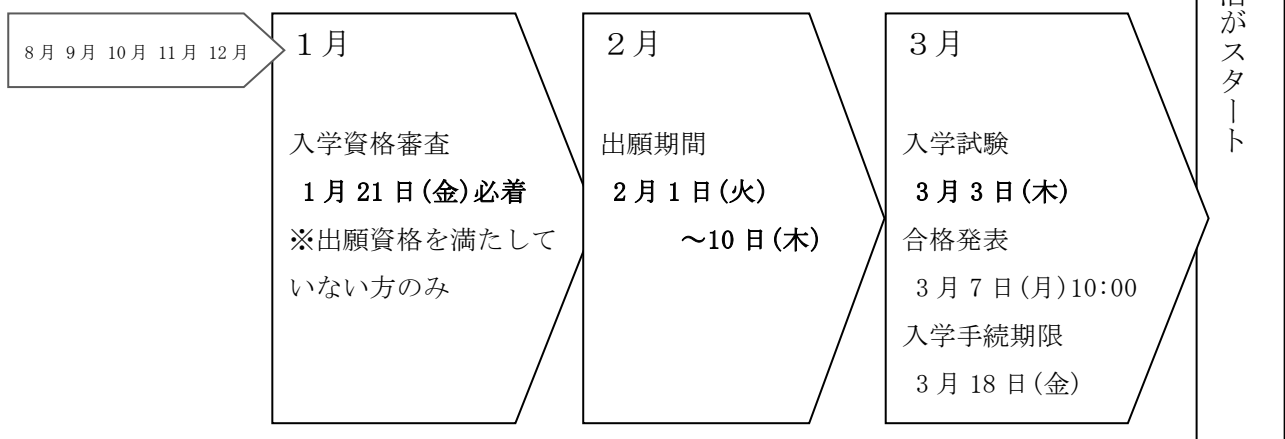 8月 9月 10月 11月 12月
1月
入学資格審査
1月21日(金)必着
※出願資格を満たして
いない方のみ
2月
出願期間
2月1日(火)
～10日(木)
3月
入学試験
3月3日(木)
合格発表
3月7日(月)10:00
入学手続期限
3月18日(金)
がスタート